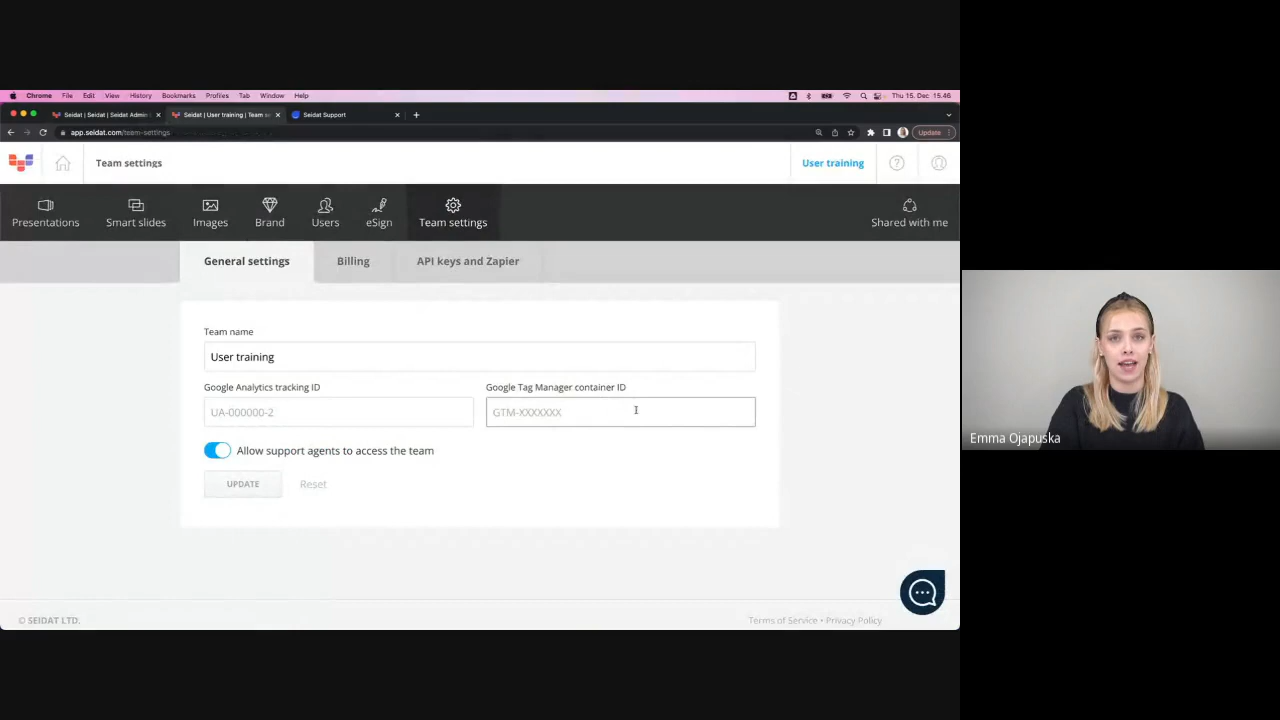 Chrome File Edit View History Bookmarks Profiles Tab Window Help Thu 15. Dec 15.46
Seidat | Seidat | Seidat Admin Seidat | User training | Team se Seidat Support
app.seidat.com/team-settings Update
Team settings User training
Presentations Smart slides Images Brand Users eSign Team settings Shared with me
General settings Billing API keys and Zapier
Team name
User training
Google Analytics tracking ID Google Tag Manager container ID
UA-000000-2 GTM-XXXXXXX
Allow support agents to access the team
UPDATE Reset
Emma Ojapuska
© SEIDAT LTD. Terms of Service • Privacy Policy